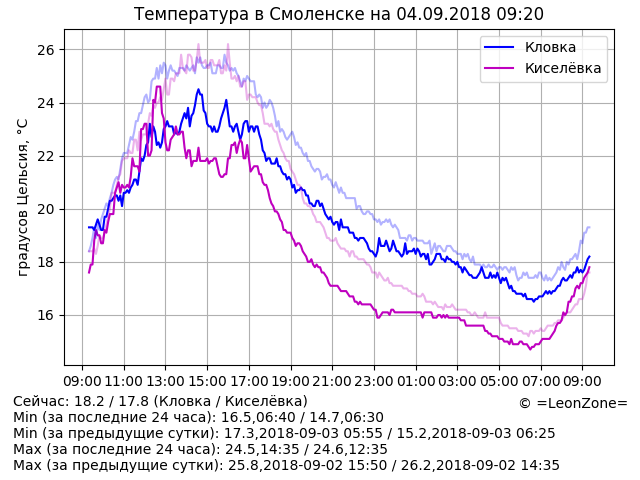 Температура в Смоленске на 04.09.2018 09:20
Кловка
Киселёвка
градусов Цельсия, °C
26
24
22
20
18
16
09:00 11:00 13:00 15:00 17:00 19:00 21:00 23:00 01:00 03:00 05:00 07:00 09:00
Сейчас: 18.2 / 17.8 (Кловка / Киселёвка)
© =LeonZone=
Min (за последние 24 часа): 16.5,06:40 / 14.7,06:30
Min (за предыдущие сутки): 17.3,2018-09-03 05:55 / 15.2,2018-09-03 06:25
Max (за последние 24 часа): 24.5,14:35 / 24.6,12:35
Max (за предыдущие сутки): 25.8,2018-09-02 15:50 / 26.2,2018-09-02 14:35